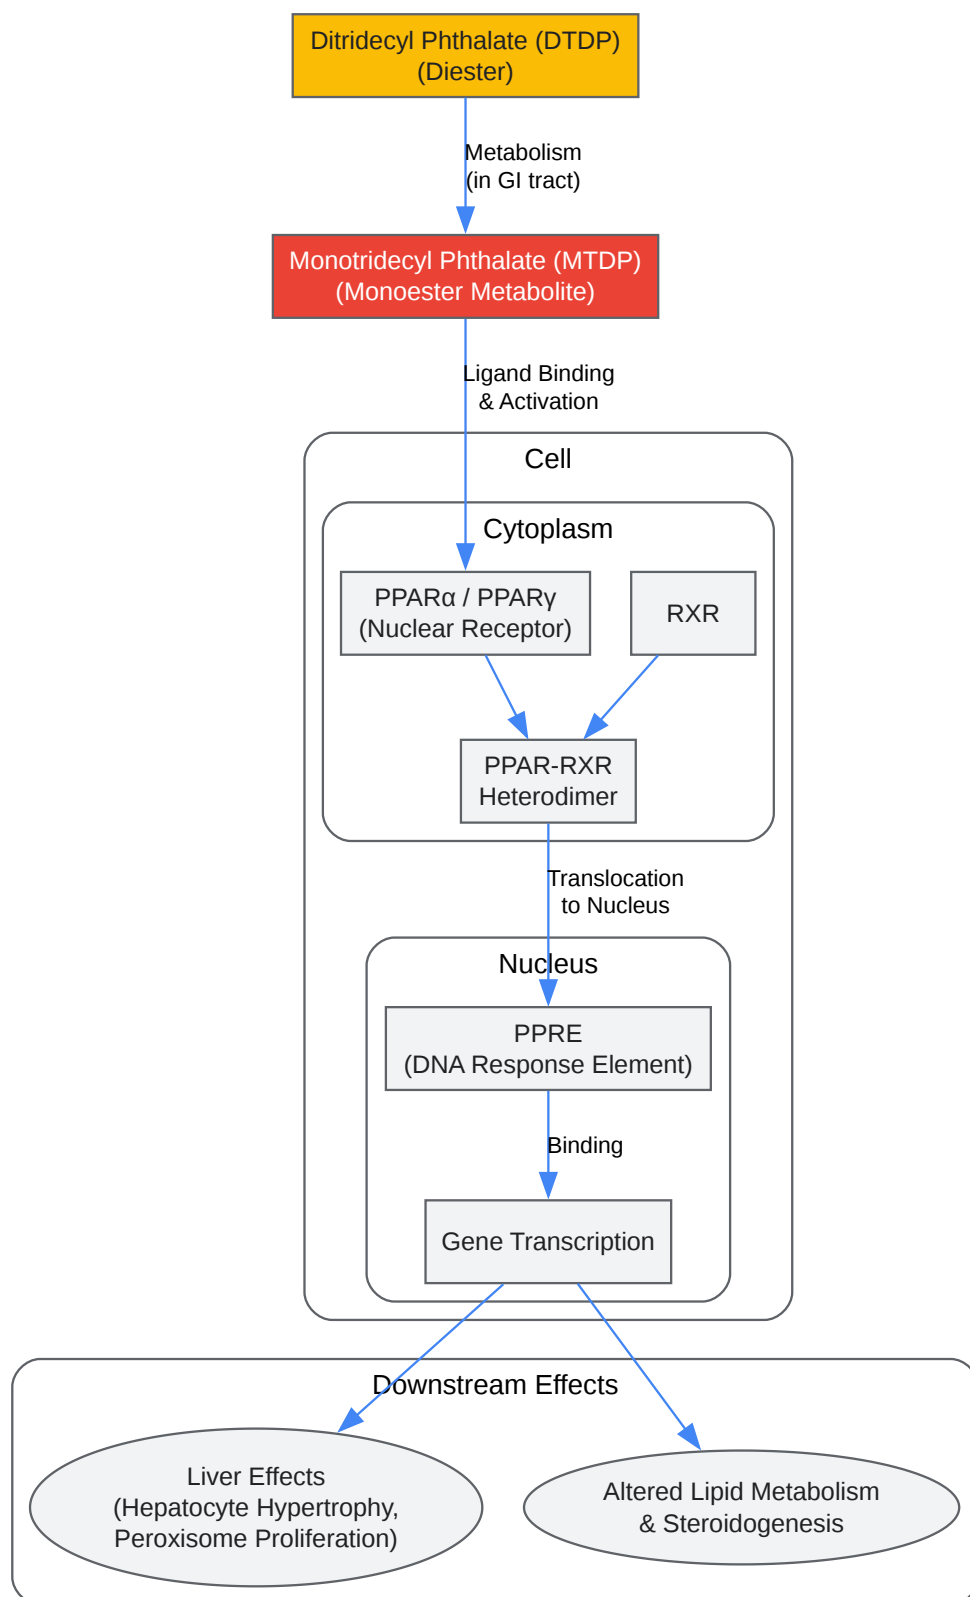 Ditridecyl Phthalate (DTDP)
(Diester)
Metabolism
(in GI tract)
Monotridecyl Phthalate (MTDP)
(Monoester Metabolite)
Ligand Binding
& Activation
Cell
Cytoplasm
PPARα / PPARγ
(Nuclear Receptor)
RXR
PPAR-RXR
Heterodimer
Translocation
to Nucleus
Nucleus
PPRE
(DNA Response Element)
Binding
Gene Transcription
Downstream Effects
Liver Effects
(Hepatocyte Hypertrophy,
Peroxisome Proliferation)
Altered Lipid Metabolism
& Steroidogenesis